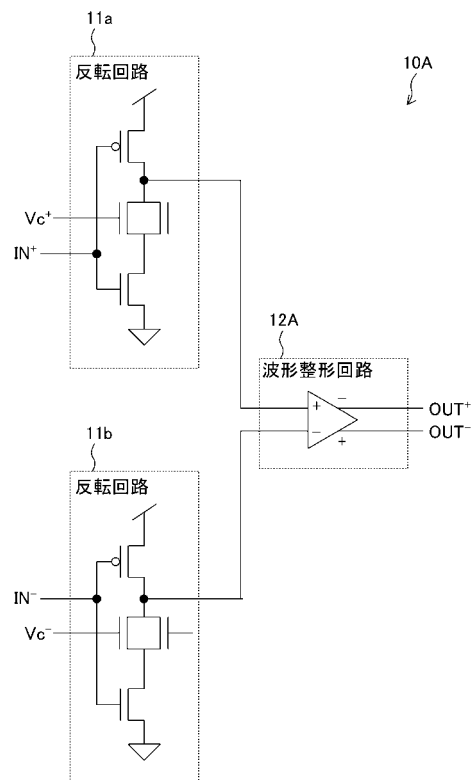 11a
反転回路
10A
Vc⁺
IN⁺
12A
波形整形回路
+ −
OUT⁺
− +
OUT⁻
11b
反転回路
IN⁻
Vc⁻